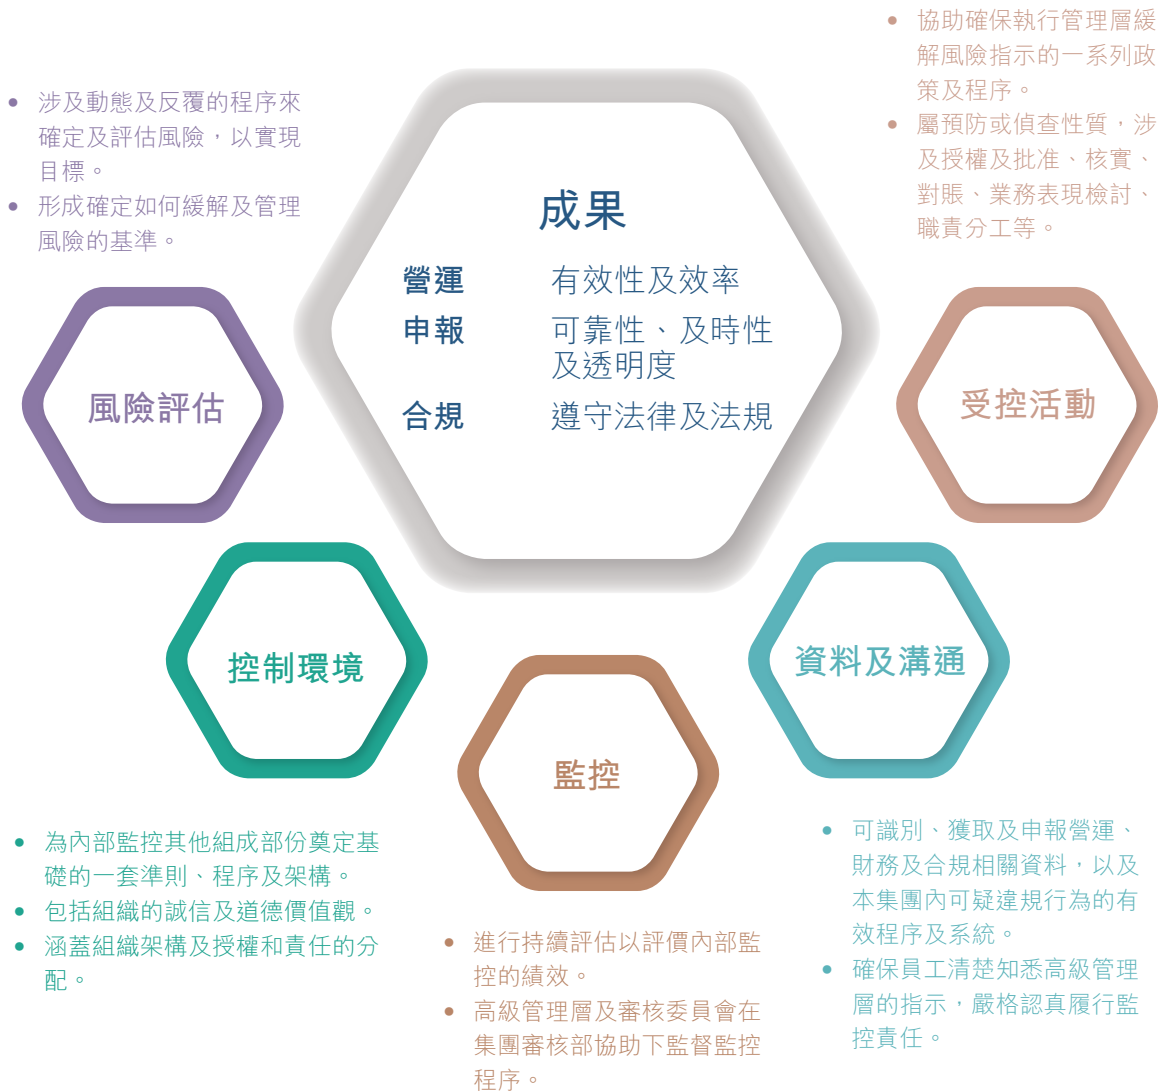 • 涉及動態及反覆的程序來
確定及評估風險，以實現
目標。
• 形成確定如何緩解及管理
風險的基準。
風險評估
成果
營運 有效性及效率
申報 可靠性、及時性
及透明度
合規 遵守法律及法規
• 協助確保執行管理層緩
解風險指示的一系列政
策及程序。
• 屬預防或偵查性質，涉
及授權及批准、核實、
對賬、業務表現檢討、
職責分工等。
受控活動
控制環境
• 為內部監控其他組成部份奠定基
礎的一套準則、程序及架構。
• 包括組織的誠信及道德價值觀。
• 涵蓋組織架構及授權和責任的分
配。
監控
• 進行持續評估以評價內部監
控的績效。
• 高級管理層及審核委員會在
集團審核部協助下監督監控
程序。
資料及溝通
• 可識別、獲取及申報營運、
財務及合規相關資料，以及
本集團內可疑違規行為的有
效程序及系統。
• 確保員工清楚知悉高級管理
層的指示，嚴格認真履行監
控責任。